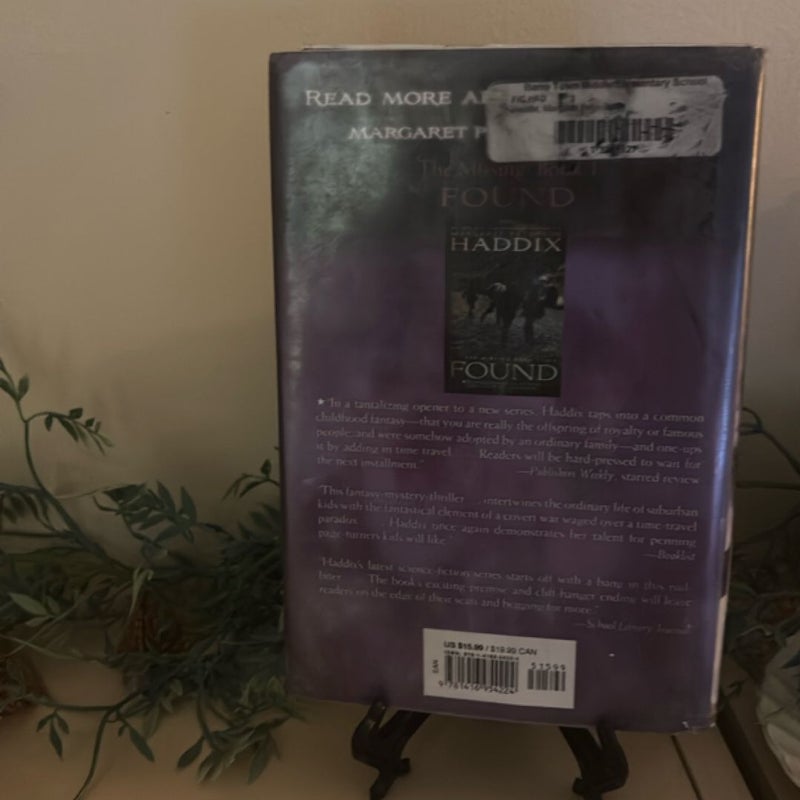 READ MORE
Elementary School
MARGARET P
The Missing: Book 1
FOUND
HADDIX
FOUND
★ "In a tantalizing opener to a new series, Haddix taps into a common
childhood fantasy—that you are really the offspring of royalty or famous
people, and were somehow adopted by an ordinary family—and one-ups
it by adding in time travel. . . . Readers will be hard-pressed to wait for
the next installment."
—Publishers Weekly, starred review
"This fantasy-mystery-thriller . . . intertwines the ordinary life of suburban
kids with the fantastical element of a covert war waged over a time-travel
paradox. . . . Haddix once again demonstrates her talent for penning
page-turners kids will like."
—Booklist
"Haddix's latest science-fiction series starts off with a bang in this nail-
biter. . . . The book's exciting premise and cliff-hanger ending will leave
readers on the edge of their seats and begging for more."
—School Library Journal
US $15.99 / $19.99 CAN
EAN
51599
9 781416 954224